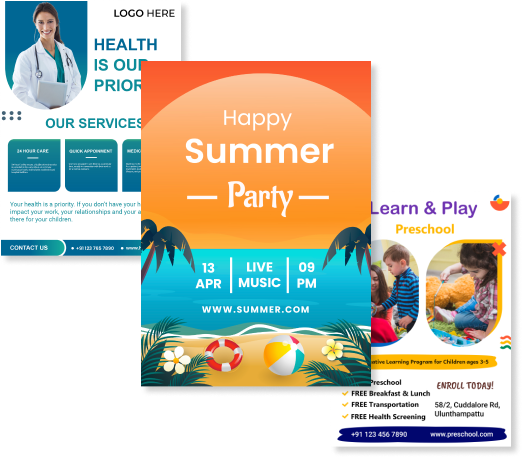 LOGO HERE
HEALTH
IS OUR
PRIOR
OUR SERVICES
24 HOUR CARE
QUICK APPOINMENT
MEDIC
Your health is a priority. If you don't have your h
impact your work, your relationships and your a
there for your children.
CONTACT US
+91 123 765 7890
Happy
Summer
Party
13
APR
LIVE
MUSIC
09
PM
WWW.SUMMER.COM
Learn & Play
Preschool
ative Learning Program for Children ages 3-5
Preschool
FREE Breakfast & Lunch
FREE Transportation
FREE Health Screening
ENROLL TODAY!
58/2, Cuddalore Rd,
Ulunthampattu
+91 123 456 7890
www.preschool.com